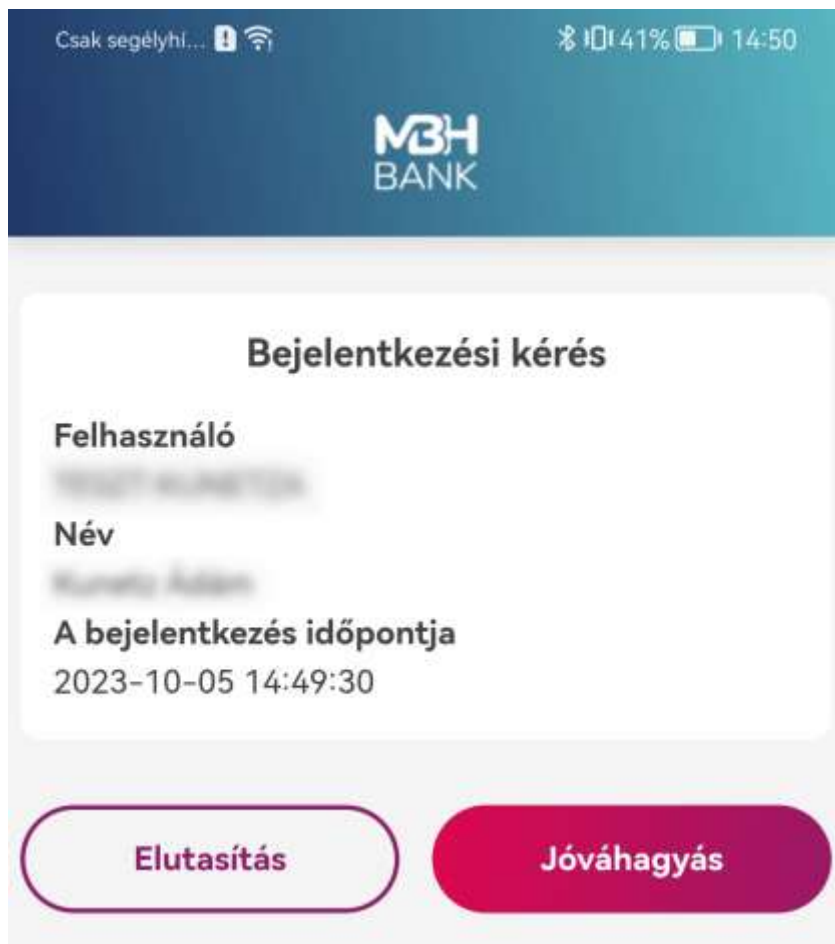 Csak segélyhí... 41% 14:50
MBH
BANK
Bejelentkezési kérés
Felhasználó
Név
A bejelentkezés időpontja
2023-10-05 14:49:30
Elutasítás Jóváhagyás